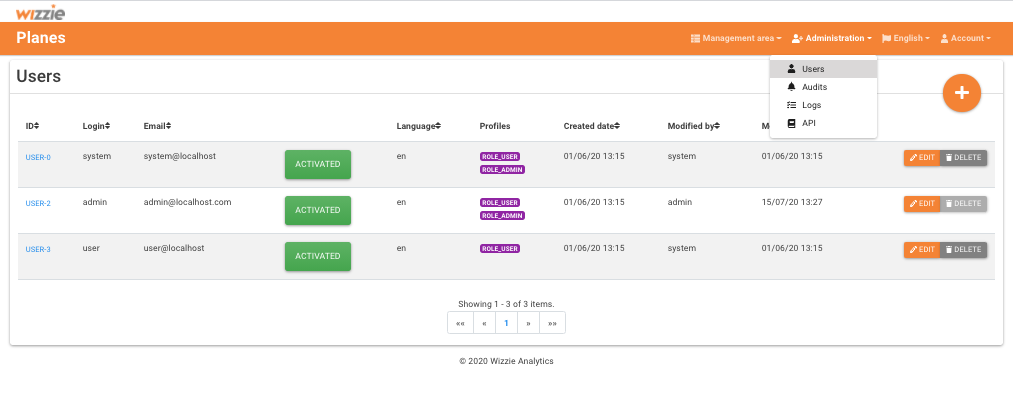 wizzie
Planes
Management area
Administration
English
Account
Users
Audits
Logs
API
Users
ID Login Email Language Profiles Created date Modified by
USER-0 system system@localhost ACTIVATED en ROLE_USER ROLE_ADMIN 01/06/20 13:15 system 01/06/20 13:15 EDIT DELETE
USER-2 admin admin@localhost.com ACTIVATED en ROLE_USER ROLE_ADMIN 01/06/20 13:15 admin 15/07/20 13:27 EDIT DELETE
USER-3 user user@localhost ACTIVATED en ROLE_USER 01/06/20 13:15 system 01/06/20 13:15 EDIT DELETE
Showing 1 - 3 of 3 items.
«« « 1 » »»
© 2020 Wizzie Analytics